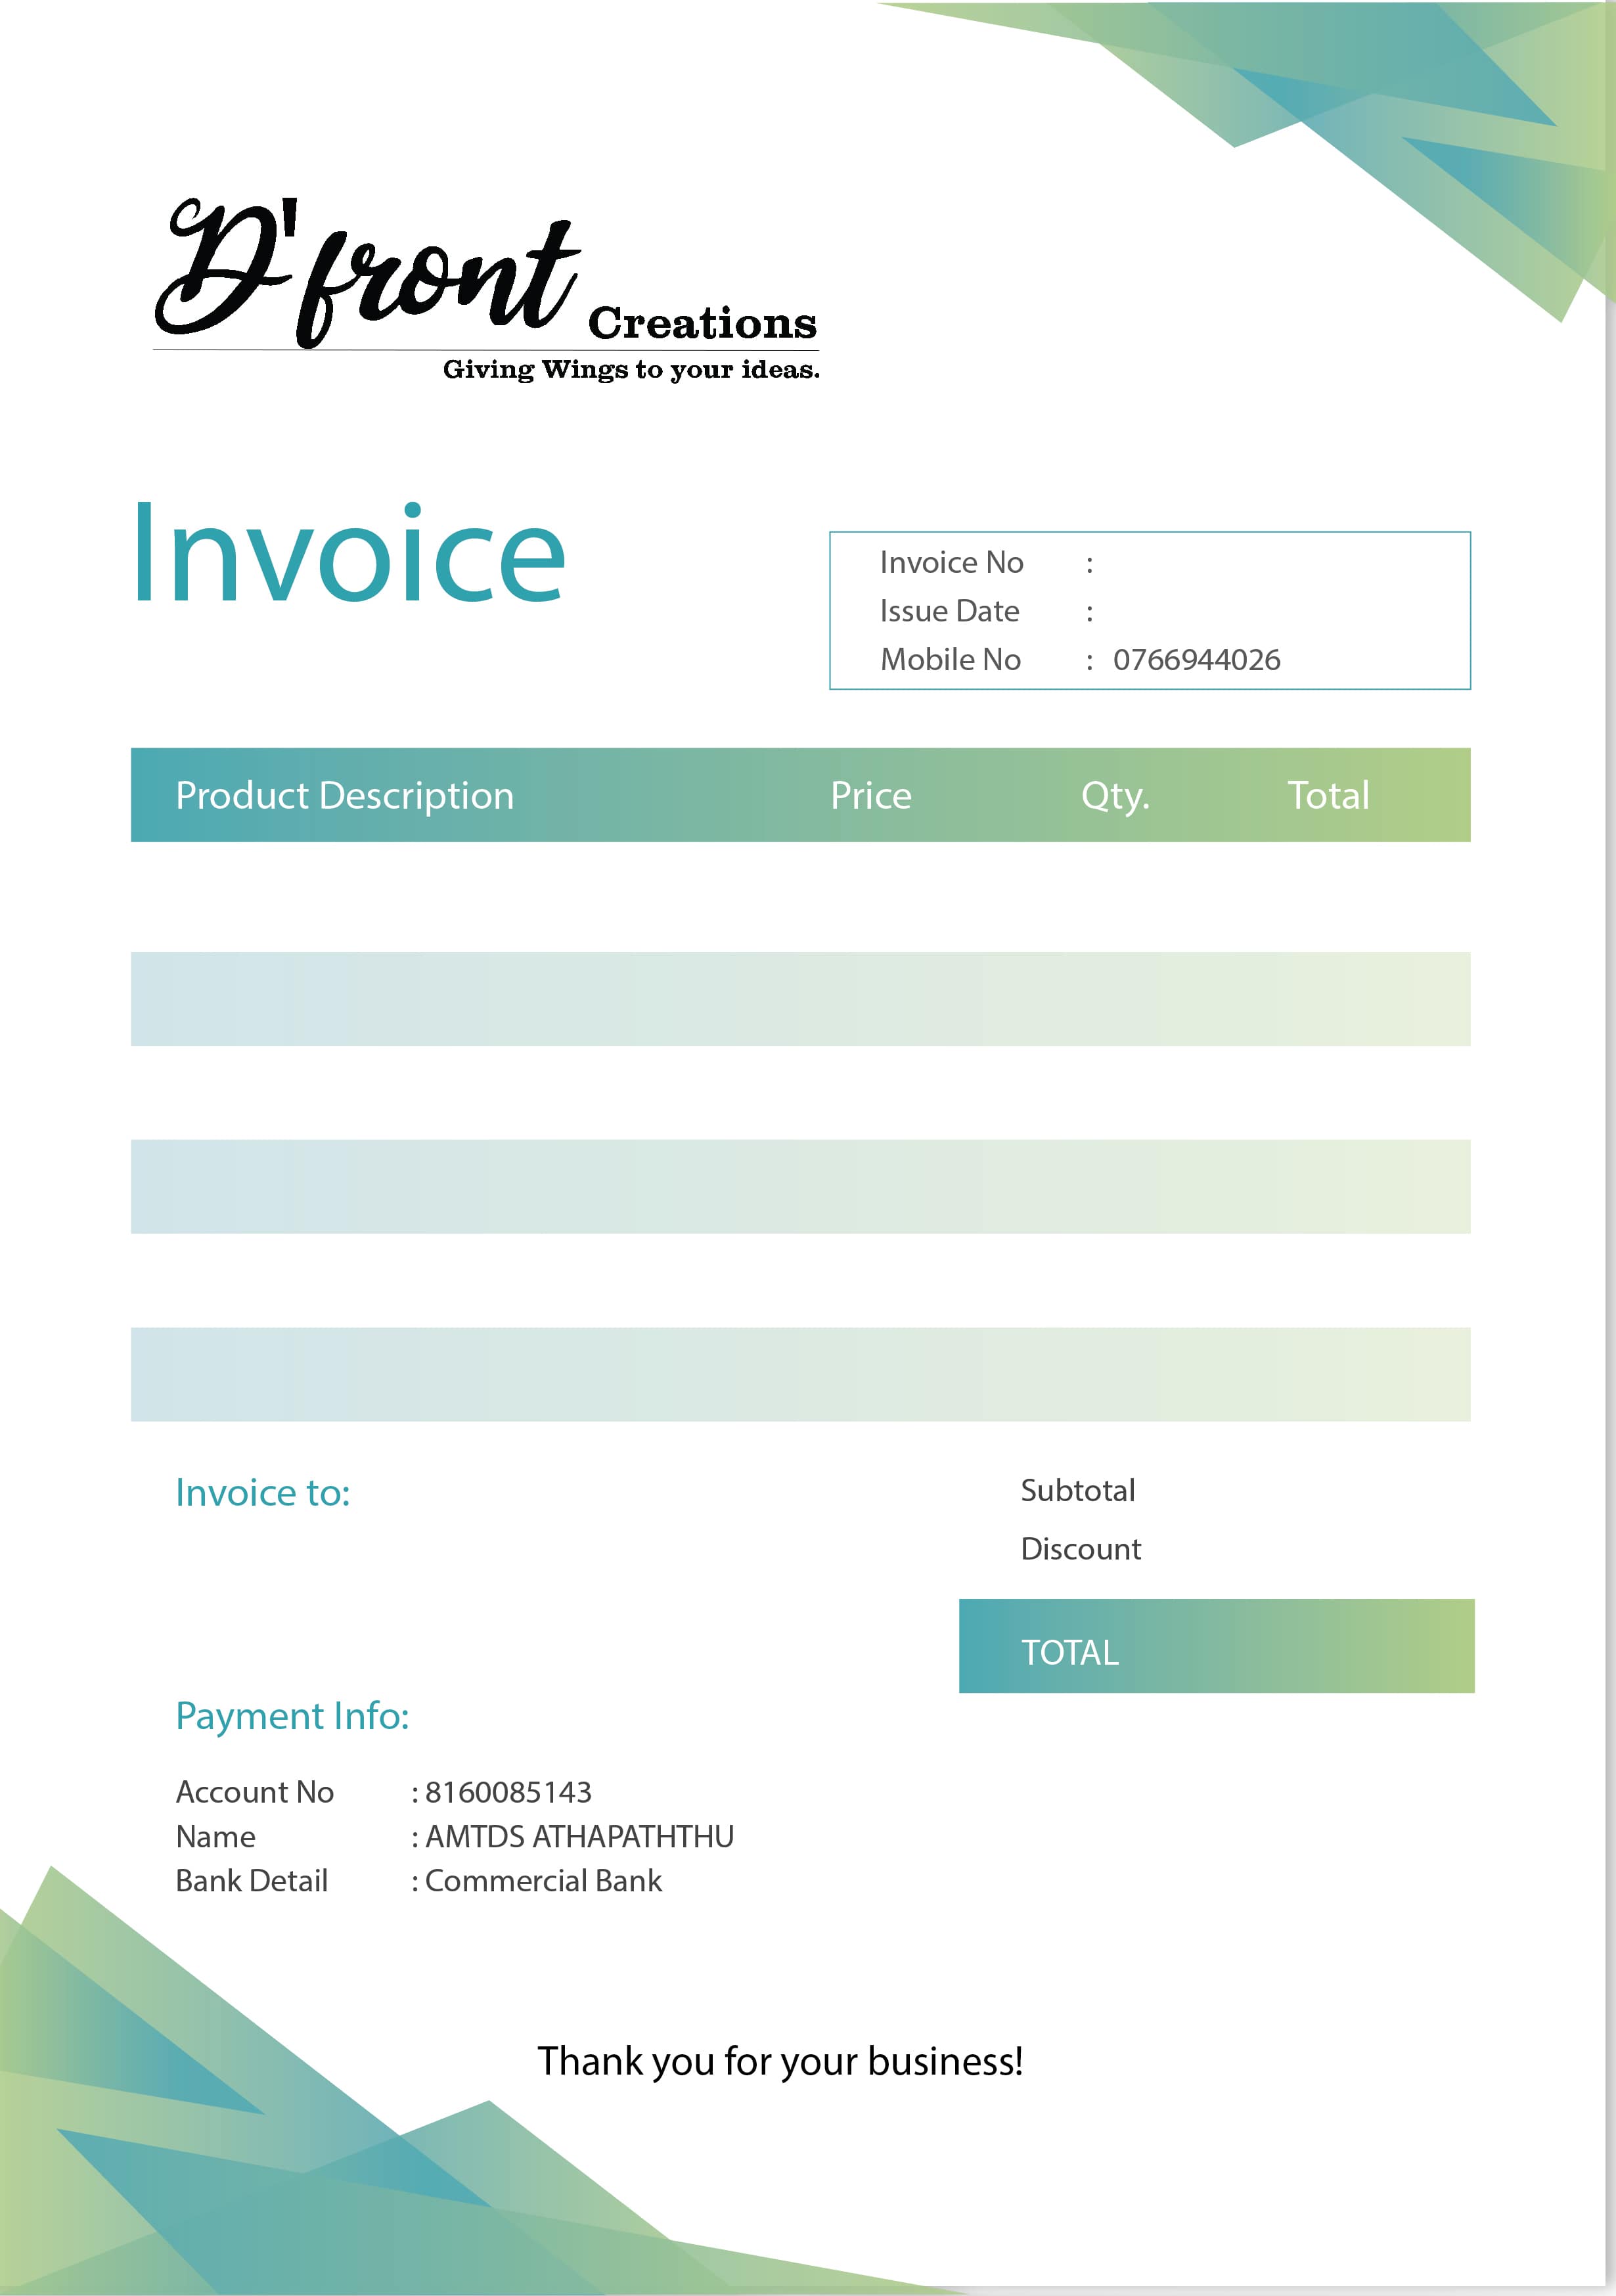 D'front Creations
Giving Wings to your ideas.
Invoice
Invoice No :
Issue Date :
Mobile No : 0766944026
Product Description Price Qty. Total
Invoice to:
Subtotal
Discount
TOTAL
Payment Info:
Account No : 8160085143
Name : AMTDS ATHAPATHTHU
Bank Detail : Commercial Bank
Thank you for your business!